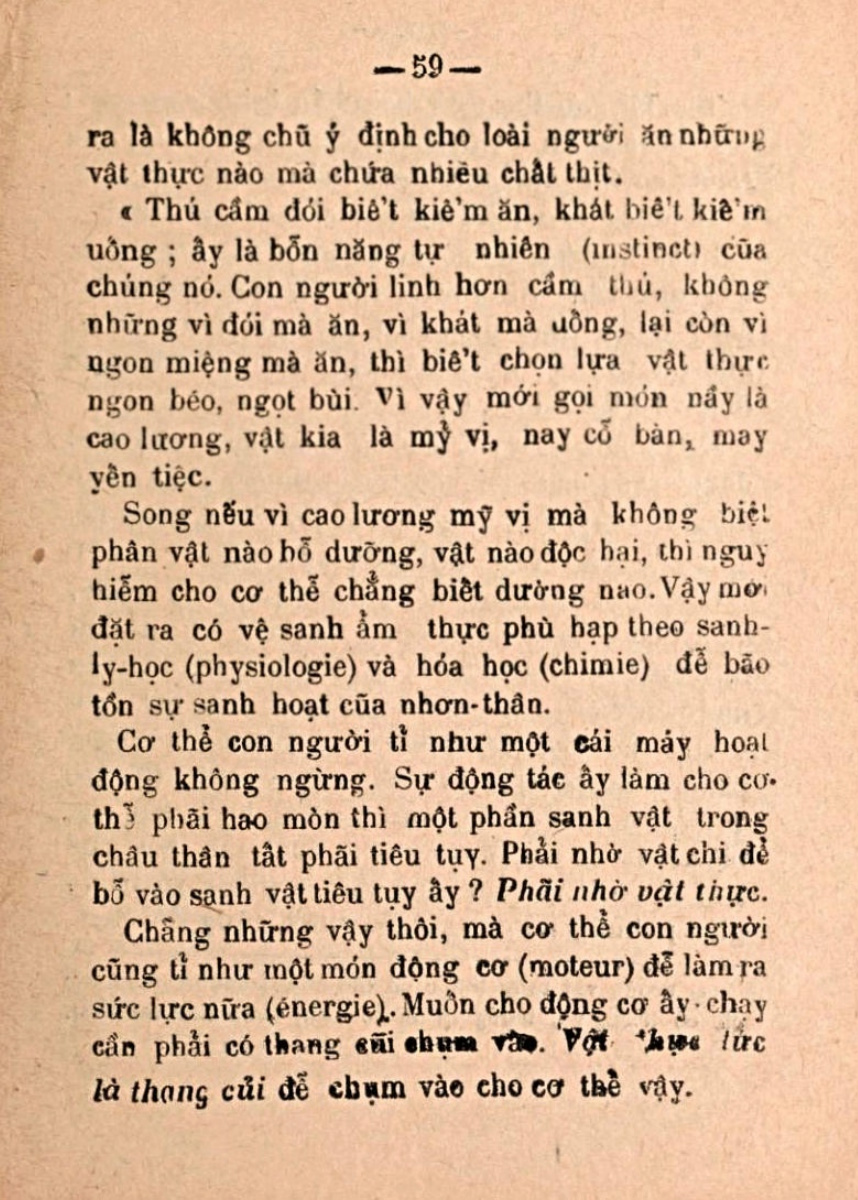 — 59 —
ra là không chũ ý định cho loài người ăn những
vật thực nào mà chứa nhiều chất thịt.
« Thú cầm đói biế't kiế'm ăn, khát biế't kiế'm
uống ; ấy là bổn năng tự nhiên (instinct) cũa
chúng nó. Con người linh hơn cầm thú, không
những vì đói mà ăn, vì khát mà uống, lại còn vì
ngon miệng mà ăn, thì biế't chọn lựa vật thực
ngon béo, ngọt bùi. Vì vậy mới gọi món nầy là
cao lương, vật kia là mỹ vị, nay cỗ bàn, may
yến tiệc.
Song nếu vì cao lương mỹ vị mà không biệt
phân vật nào bổ dưỡng, vật nào độc hại, thì nguy
hiễm cho cơ thể chẳng biết dường nao. Vậy mới
đặt ra có vệ sanh ẩm thực phù hạp theo sanh-
ly-học (physiologie) và hóa học (chimie) để bão
tồn sự sanh hoạt cũa nhơn-thân.
Cơ thể con người tỉ như một cái máy hoạt
động không ngừng. Sự động tác ấy làm cho cơ-
thể phãi hao mòn thì một phần sanh vật trong
châu thân tất phãi tiêu tụy. Phải nhờ vật chi để
bổ vào sanh vật tiêu tụy ấy ? Phãi nhờ vật thực.
Chẳng những vậy thôi, mà cơ thể con người
cũng tỉ như một món động cơ (moteur) để làm ra
sức lực nữa (énergie). Muốn cho động cơ ấy chạy
cần phải có thang cũi chụm vào. Vật thực tức
là thang củi để chụm vào cho cơ thể vậy.